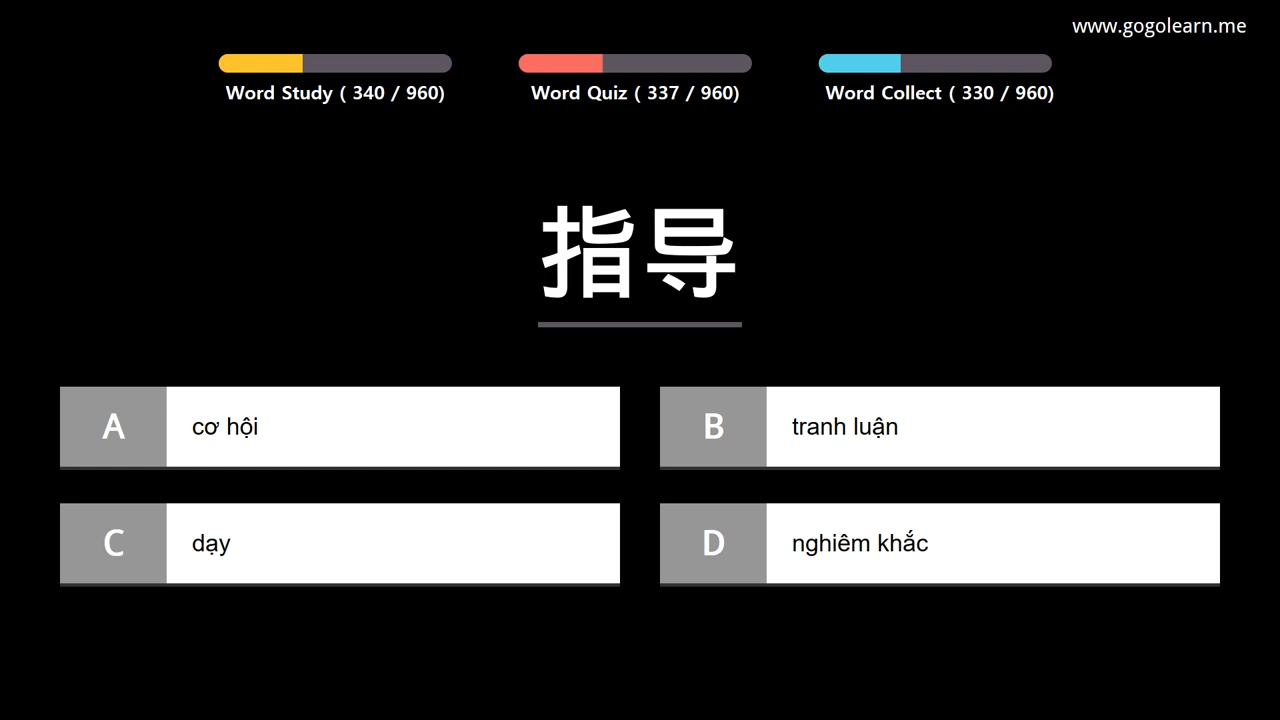 www.gogolearn.me
Word Study ( 340 / 960)
Word Quiz ( 337 / 960)
Word Collect ( 330 / 960)
指导
A cơ hội
B tranh luận
C dạy
D nghiêm khắc